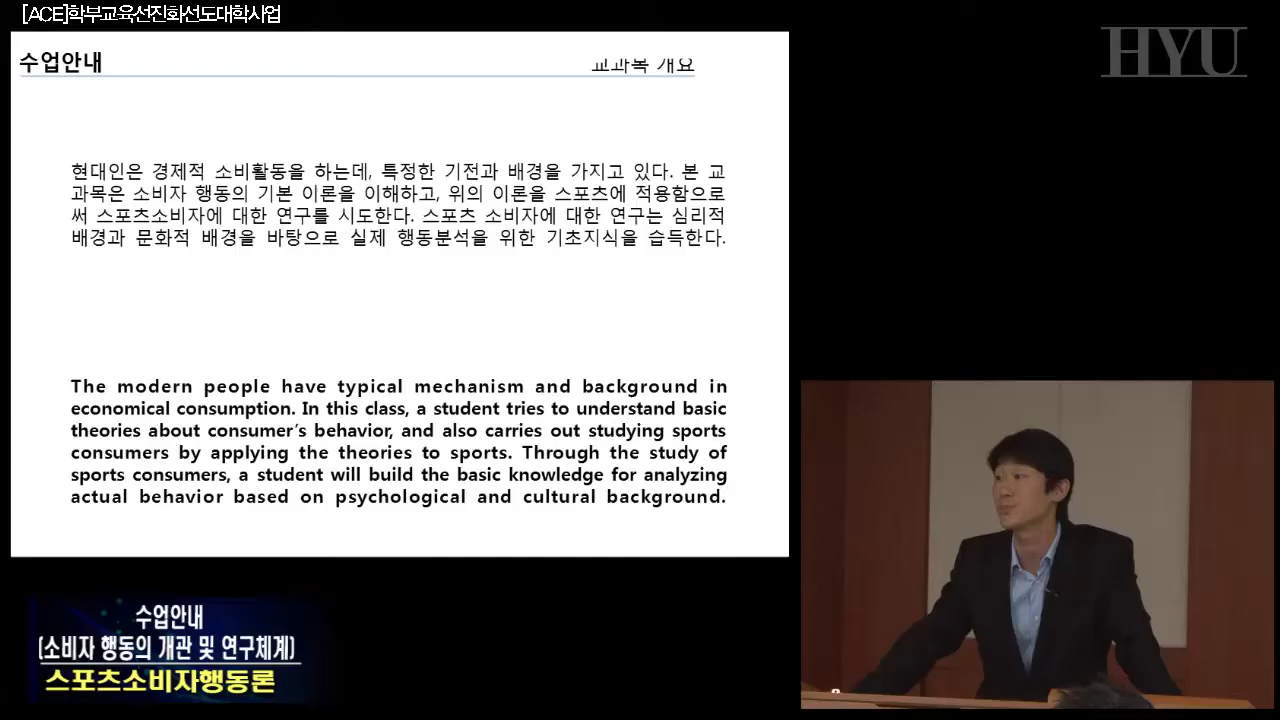 [ACE]학부교육선진화선도대학사업
HYU
수업안내
교과목 개요
현대인은 경제적 소비활동을 하는데, 특정한 기전과 배경을 가지고 있다. 본 교
과목은 소비자 행동의 기본 이론을 이해하고, 위의 이론을 스포츠에 적용함으로
써 스포츠소비자에 대한 연구를 시도한다. 스포츠 소비자에 대한 연구는 심리적
배경과 문화적 배경을 바탕으로 실제 행동분석을 위한 기초지식을 습득한다.
The modern people have typical mechanism and background in
economical consumption. In this class, a student tries to understand basic
theories about consumer's behavior, and also carries out studying sports
consumers by applying the theories to sports. Through the study of
sports consumers, a student will build the basic knowledge for analyzing
actual behavior based on psychological and cultural background.
수업안내
(소비자 행동의 개관 및 연구체계)
스포츠소비자행동론